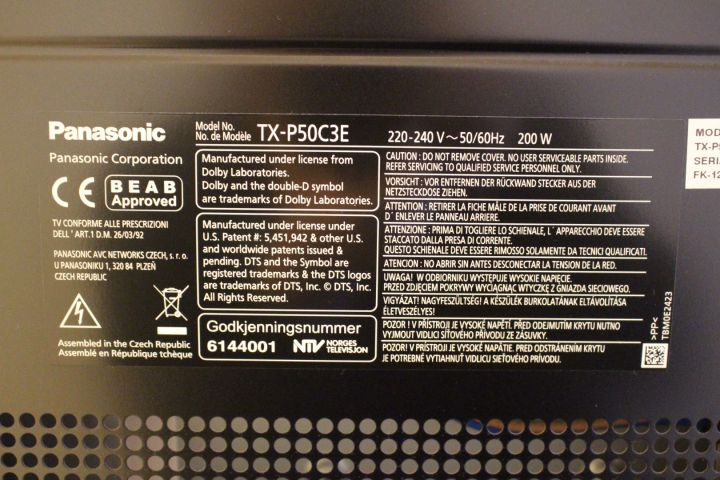 Panasonic
Model No.
No. de Modèle
TX-P50C3E
220-240 V~50/60Hz 200 W
Panasonic Corporation
CE
BEAB
Approved
TV CONFORME ALLE PRESCRIZIONI
DELL ' ART.1 D.M. 26/03/92
PANASONIC AVC NETWORKS CZECH, s. r. o.
U PANASONIKU 1, 320 84 PLZEŇ
CZECH REPUBLIC
Assembled in the Czech Republic
Assemblé en République tchèque
Manufactured under license from
Dolby Laboratories.
Dolby and the double-D symbol
are trademarks of Dolby Laboratories.
Manufactured under license under
U.S. Patent #: 5,451,942 & other U.S.
and worldwide patents issued &
pending. DTS and the Symbol are
registered trademarks & the DTS logos
are trademarks of DTS, Inc. © DTS, Inc.
All Rights Reserved.
Godkjenningsnummer
6144001
NTV
NORGES
TELEVISJON
CAUTION : DO NOT REMOVE COVER. NO USER SERVICEABLE PARTS INSIDE.
REFER SERVICING TO QUALIFIED SERVICE PERSONNEL ONLY.
VORSICHT : VOR ENTFERNEN DER RÜCKWAND STECKER AUS DER
NETZSTECKDOSE ZIEHEN.
ATTENTION : RETIRER LA FICHE MÂLE DE LA PRISE DE COURANT AVANT
D' ENLEVER LE PANNEAU ARRIERE.
ATTENZIONE : PRIMA DI TOGLIERE LO SCHIENALE, L' APPARECCHIO DEVE ESSERE
STACCATO DALLA PRESA DI CORRENTE.
QUESTO SCHIENALE DEVE ESSERE RIMOSSO SOLAMENTE DA TECNICI QUALIFICATI.
ATENCION : NO ABRIR SIN ANTES DESCONECTAR LA TENSION DE LA RED.
UWAGA! W ODBIORNIKU WYSTĘPUJE WYSOKIE NAPIĘCIE.
PRZED ZDJĘCIEM POKRYWY WYCIĄGNĄĆ WTYCZKĘ Z GNIAZDA SIECIOWEGO.
VIGYÁZAT! NAGYFESZÜLTSÉG! A KÉSZÜLÉK BURKOLATÁNAK ELTÁVOLÍTÁSA
ÉLETVESZÉLYES!
POZOR ! V PŘÍSTROJI JE VYSOKÉ NAPĚTÍ. PŘED ODEJMUTÍM KRYTU NUTNO
VYJMOUT VIDLICI SÍŤOVÉHO PŘÍVODU ZE ZÁSUVKY.
POZOR! V PRÍSTROJI JE VYSOKÉ NAPÄTIE. PRED ODSTRÁNENÍM KRYTU
JE POTREBNÉ VYTIAHNUŤ VIDLICU SIEŤOVÉHO PRÍVODU.
>PP<
TBM0E2423
MOD
TX-P5
SERI
FK-12